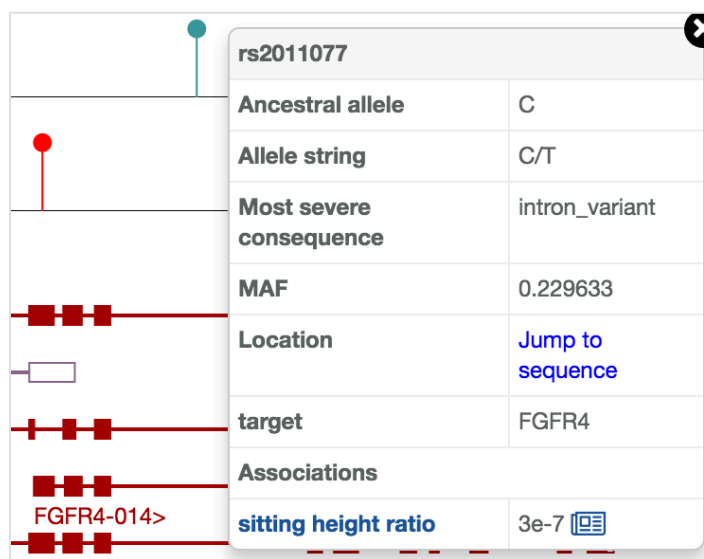 rs2011077
Ancestral allele C
Allele string C/T
Most severe intron_variant
consequence
MAF 0.229633
Location Jump to
sequence
target FGFR4
Associations
FGFR4-014>
sitting height ratio 3e-7